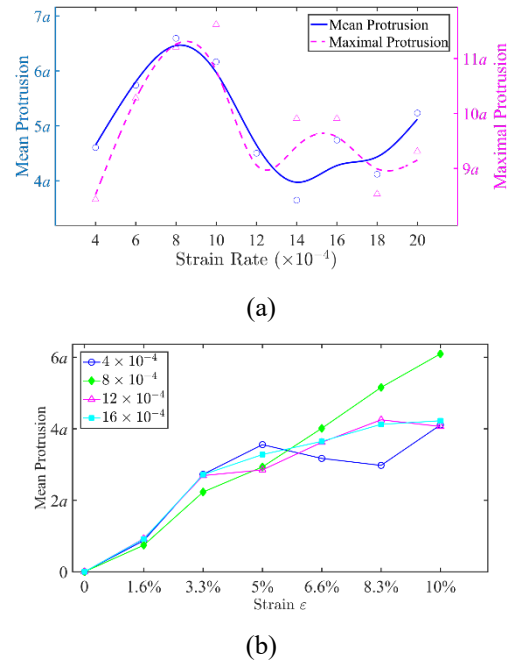 7a
6a
5a
4a
Mean Protrusion
Mean Protrusion
Maximal Protrusion
11a
10a
9a
Maximal Protrusion
4 6 8 10 12 14 16 18 20
Strain Rate (×10⁻⁴)
(a)
6a
4a
2a
0
Mean Protrusion
4 × 10⁻⁴
8 × 10⁻⁴
12 × 10⁻⁴
16 × 10⁻⁴
0 1.6% 3.3% 5% 6.6% 8.3% 10%
Strain ε
(b)